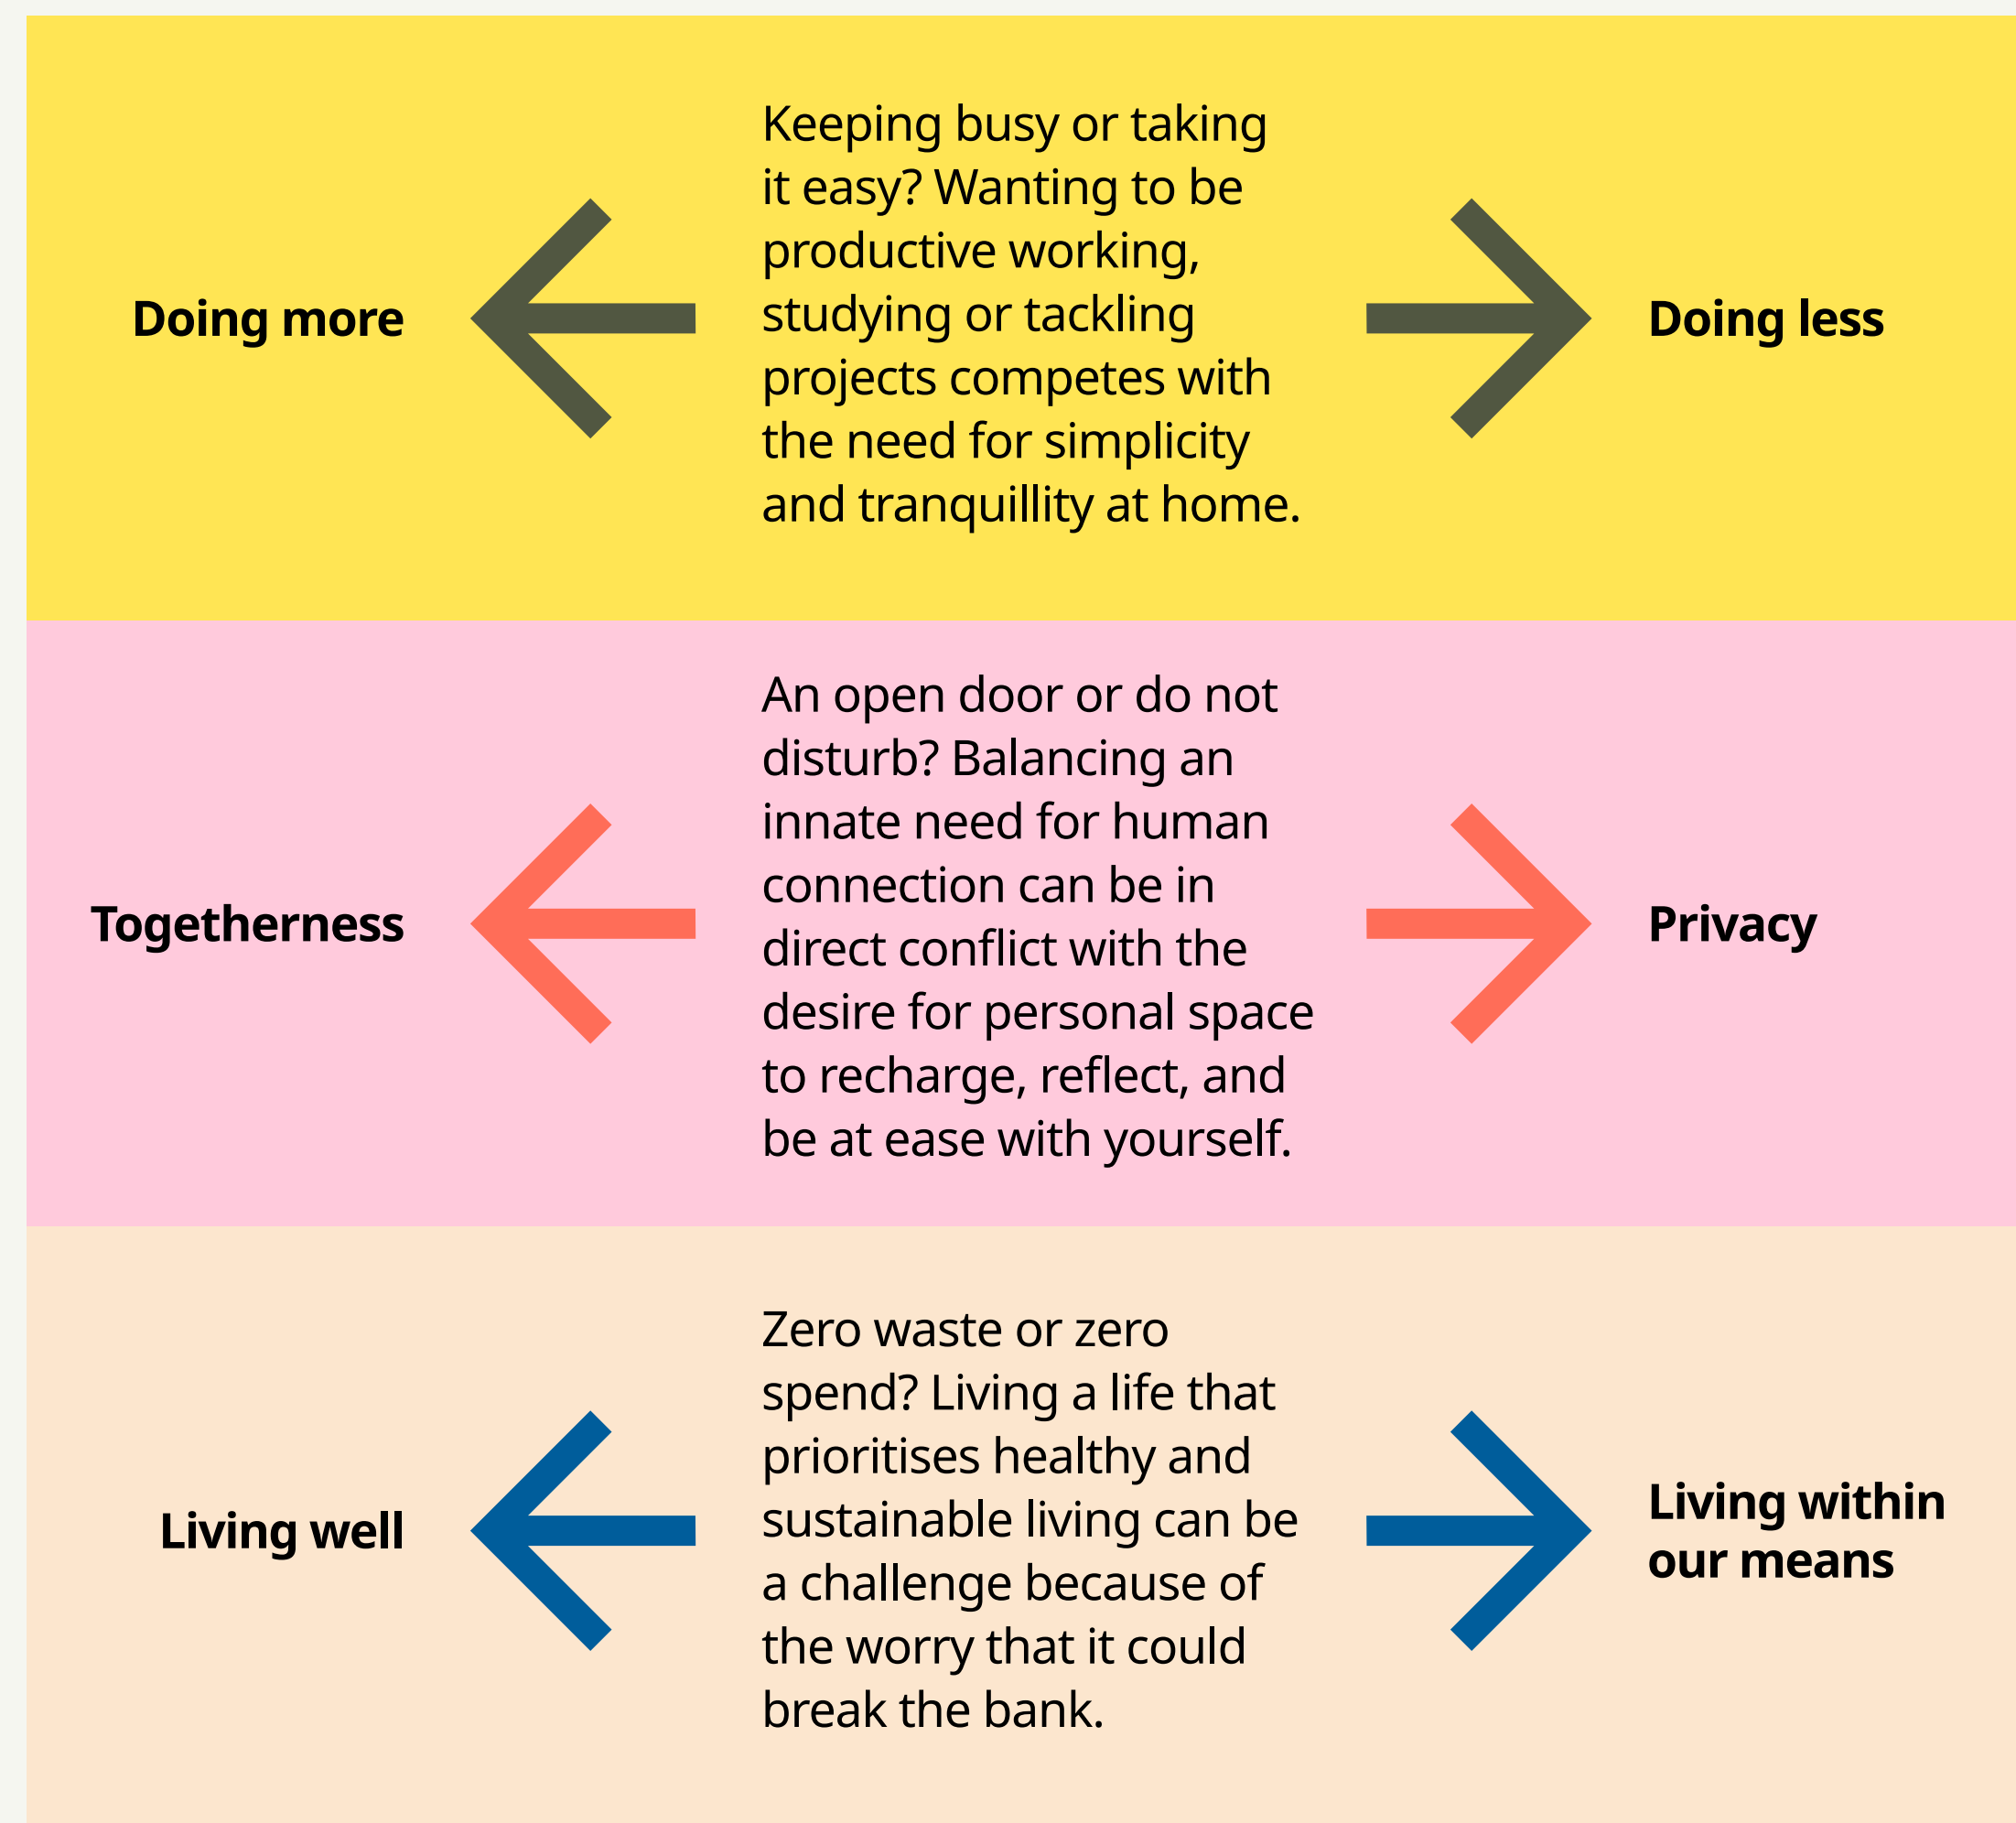 Doing more
Keeping busy or taking
it easy? Wanting to be
productive working,
studying or tackling
projects competes with
the need for simplicity
and tranquillity at home.
Doing less
Togetherness
An open door or do not
disturb? Balancing an
innate need for human
connection can be in
direct conflict with the
desire for personal space
to recharge, reflect, and
be at ease with yourself.
Privacy
Living well
Zero waste or zero
spend? Living a life that
prioritises healthy and
sustainable living can be
a challenge because of
the worry that it could
break the bank.
Living within
our means